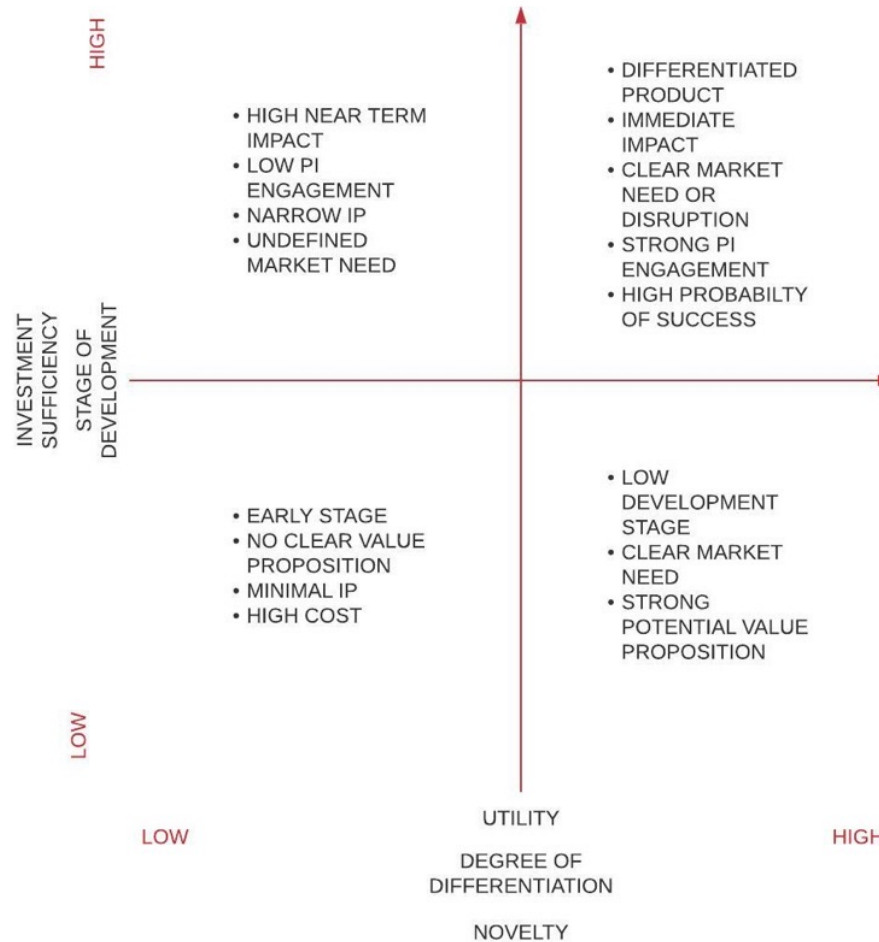 HIGH
• HIGH NEAR TERM
IMPACT
• LOW PI
ENGAGEMENT
• NARROW IP
• UNDEFINED
MARKET NEED
• DIFFERENTIATED
PRODUCT
• IMMEDIATE
IMPACT
• CLEAR MARKET
NEED OR
DISRUPTION
• STRONG PI
ENGAGEMENT
• HIGH PROBABILTY
OF SUCCESS
INVESTMENT
SUFFICIENCY
STAGE OF
DEVELOPMENT
• EARLY STAGE
• NO CLEAR VALUE
PROPOSITION
• MINIMAL IP
• HIGH COST
• LOW
DEVELOPMENT
STAGE
• CLEAR MARKET
NEED
• STRONG
POTENTIAL VALUE
PROPOSITION
LOW
LOW
UTILITY
DEGREE OF
DIFFERENTIATION
NOVELTY
HIGH